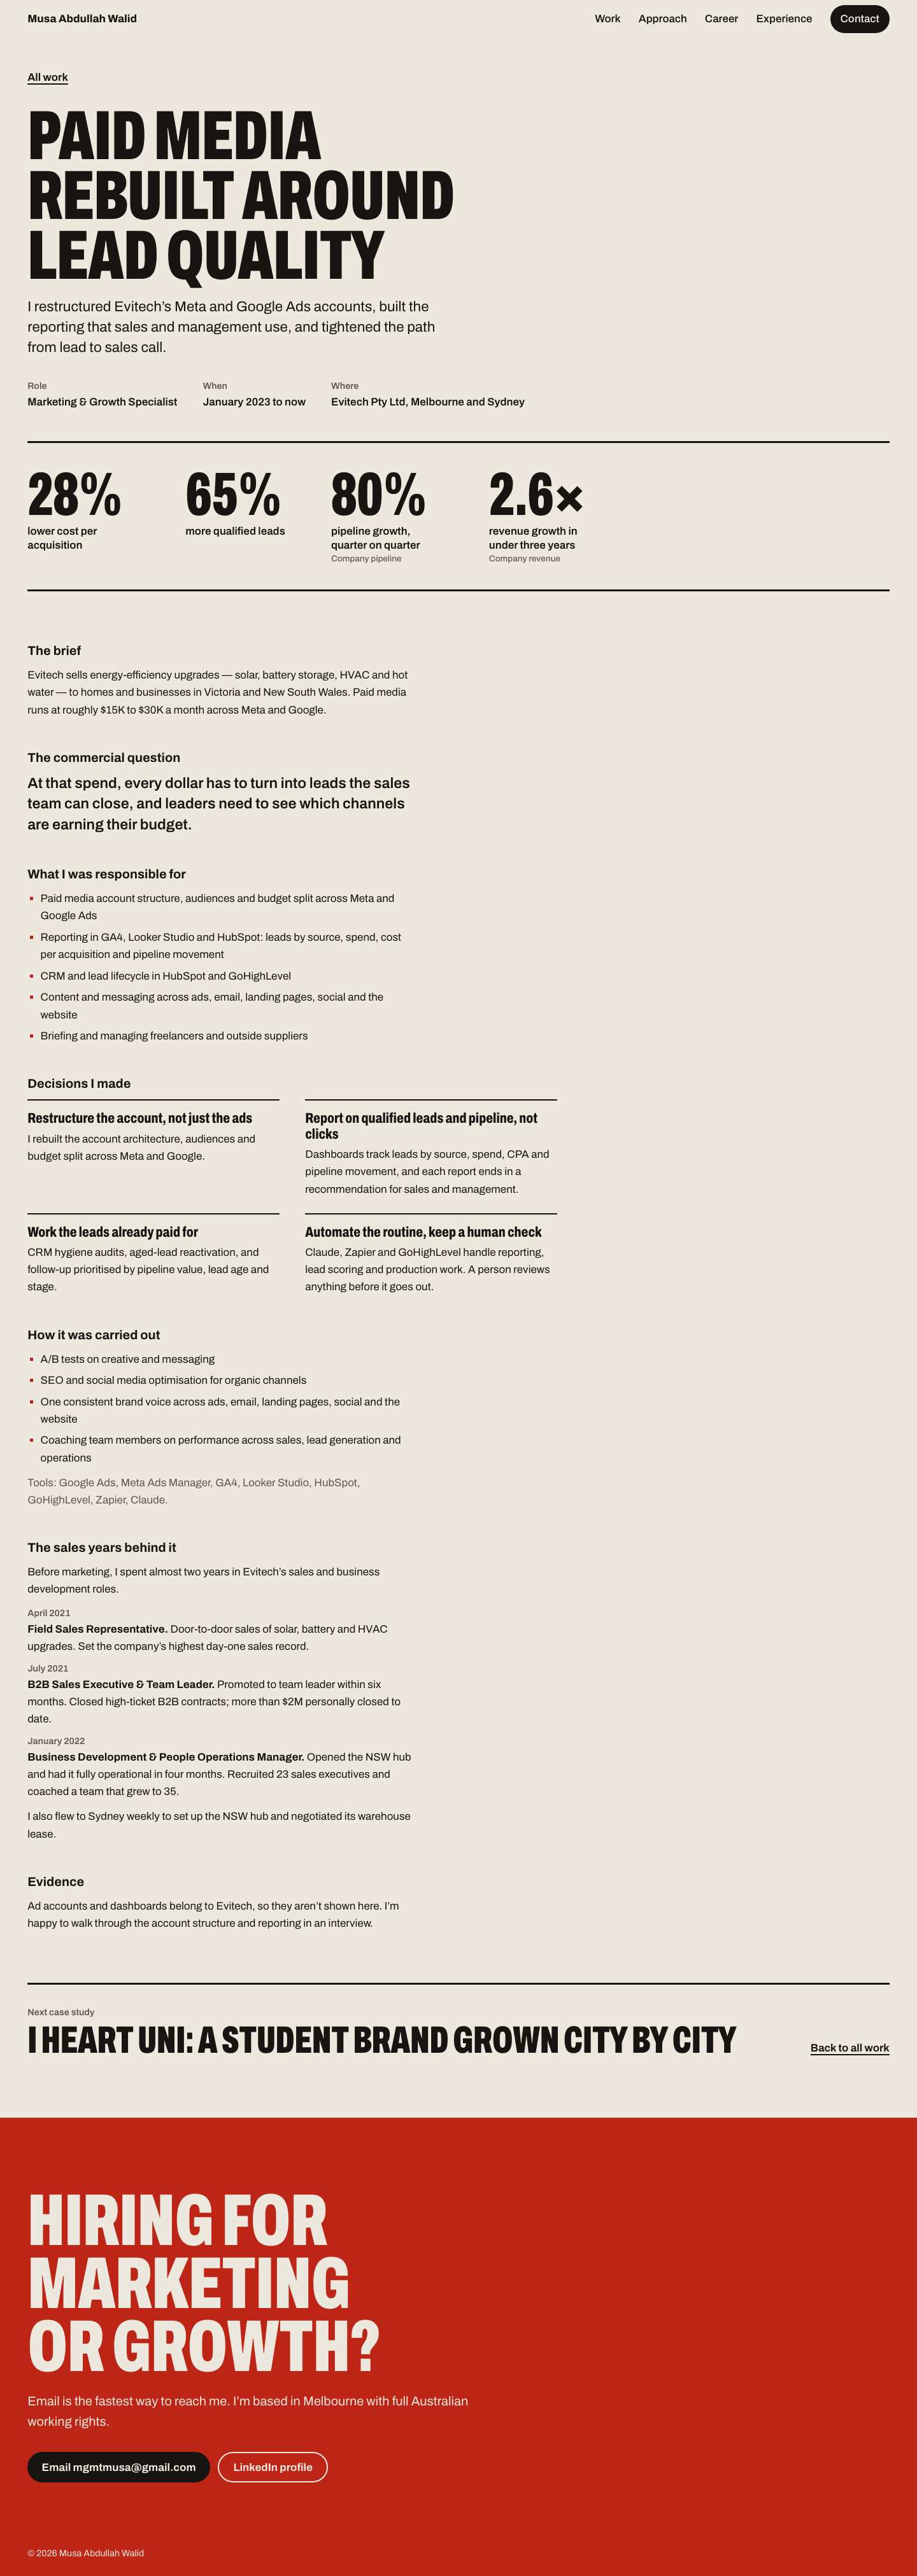 Musa Abdullah Walid
Work
Approach
Career
Experience
Contact
All work
PAID MEDIA
REBUILT AROUND
LEAD QUALITY
I restructured Evitech’s Meta and Google Ads accounts, built the
reporting that sales and management use, and tightened the path
from lead to sales call.
Role
Marketing & Growth Specialist
When
January 2023 to now
Where
Evitech Pty Ltd, Melbourne and Sydney
28%
lower cost per
acquisition
65%
more qualified leads
80%
pipeline growth,
quarter on quarter
Company pipeline
2.6×
revenue growth in
under three years
Company revenue
The brief
Evitech sells energy-efficiency upgrades — solar, battery storage, HVAC and hot
water — to homes and businesses in Victoria and New South Wales. Paid media
runs at roughly $15K to $30K a month across Meta and Google.
The commercial question
At that spend, every dollar has to turn into leads the sales
team can close, and leaders need to see which channels
are earning their budget.
What I was responsible for
Paid media account structure, audiences and budget split across Meta and
Google Ads
Reporting in GA4, Looker Studio and HubSpot: leads by source, spend, cost
per acquisition and pipeline movement
CRM and lead lifecycle in HubSpot and GoHighLevel
Content and messaging across ads, email, landing pages, social and the
website
Briefing and managing freelancers and outside suppliers
Decisions I made
Restructure the account, not just the ads
I rebuilt the account architecture, audiences and
budget split across Meta and Google.
Report on qualified leads and pipeline, not
clicks
Dashboards track leads by source, spend, CPA and
pipeline movement, and each report ends in a
recommendation for sales and management.
Work the leads already paid for
CRM hygiene audits, aged-lead reactivation, and
follow-up prioritised by pipeline value, lead age and
stage.
Automate the routine, keep a human check
Claude, Zapier and GoHighLevel handle reporting,
lead scoring and production work. A person reviews
anything before it goes out.
How it was carried out
A/B tests on creative and messaging
SEO and social media optimisation for organic channels
One consistent brand voice across ads, email, landing pages, social and the
website
Coaching team members on performance across sales, lead generation and
operations
Tools: Google Ads, Meta Ads Manager, GA4, Looker Studio, HubSpot,
GoHighLevel, Zapier, Claude.
The sales years behind it
Before marketing, I spent almost two years in Evitech’s sales and business
development roles.
April 2021
Field Sales Representative. Door-to-door sales of solar, battery and HVAC
upgrades. Set the company’s highest day-one sales record.
July 2021
B2B Sales Executive & Team Leader. Promoted to team leader within six
months. Closed high-ticket B2B contracts; more than $2M personally closed to
date.
January 2022
Business Development & People Operations Manager. Opened the NSW hub
and had it fully operational in four months. Recruited 23 sales executives and
coached a team that grew to 35.
I also flew to Sydney weekly to set up the NSW hub and negotiated its warehouse
lease.
Evidence
Ad accounts and dashboards belong to Evitech, so they aren’t shown here. I’m
happy to walk through the account structure and reporting in an interview.
Next case study
I HEART UNI: A STUDENT BRAND GROWN CITY BY CITY
Back to all work
HIRING FOR
MARKETING
OR GROWTH?
Email is the fastest way to reach me. I’m based in Melbourne with full Australian
working rights.
Email mgmtmusa@gmail.com
LinkedIn profile
© 2026 Musa Abdullah Walid